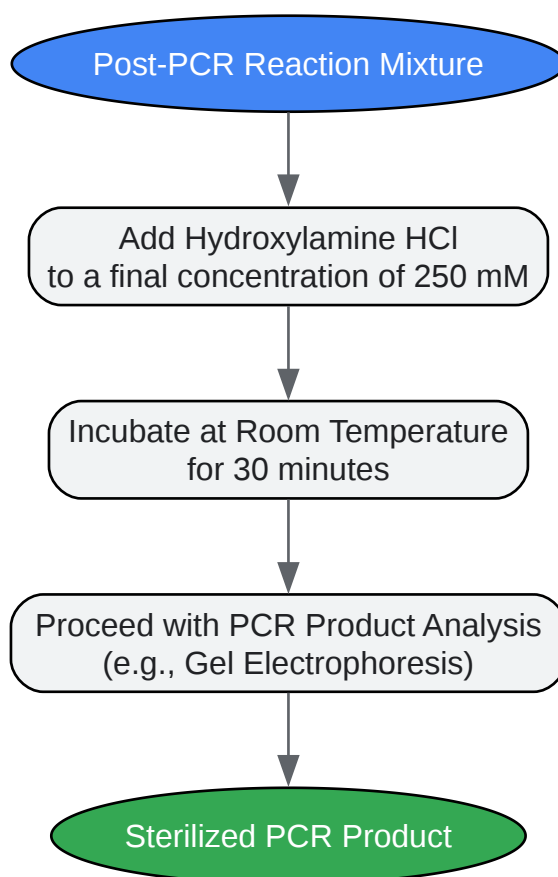 Post-PCR Reaction Mixture
Add Hydroxylamine HCl
to a final concentration of 250 mM
Incubate at Room Temperature
for 30 minutes
Proceed with PCR Product Analysis
(e.g., Gel Electrophoresis)
Sterilized PCR Product